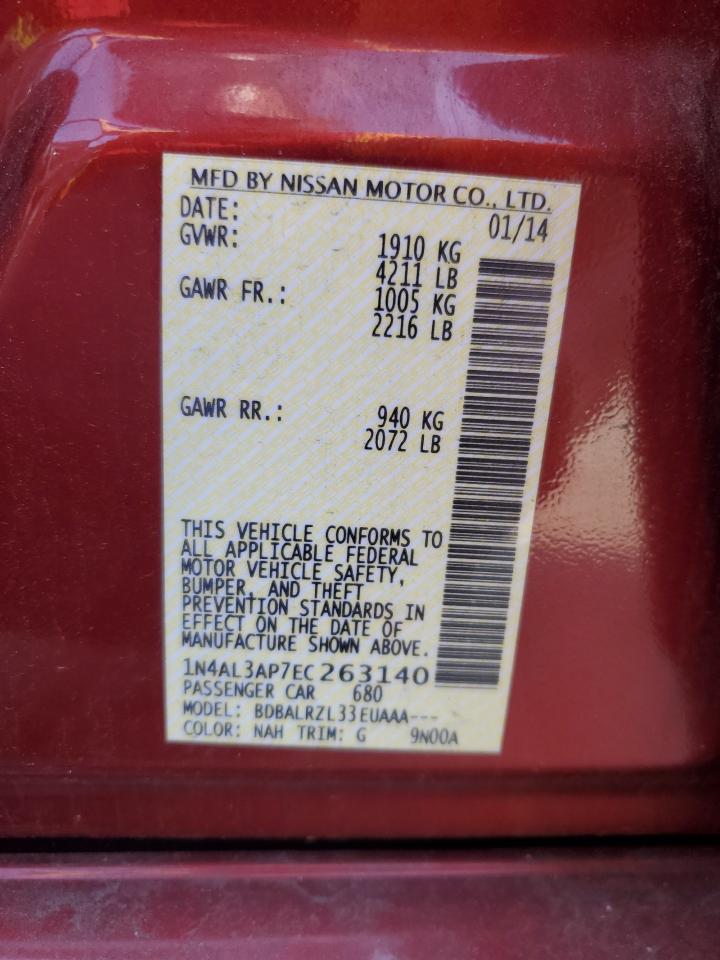 MFD BY NISSAN MOTOR CO., LTD.
DATE: 01/14
GVWR: 1910 KG
4211 LB
GAWR FR.: 1005 KG
2216 LB
GAWR RR.: 940 KG
2072 LB
THIS VEHICLE CONFORMS TO
ALL APPLICABLE FEDERAL
MOTOR VEHICLE SAFETY,
BUMPER, AND THEFT
PREVENTION STANDARDS IN
EFFECT ON THE DATE OF
MANUFACTURE SHOWN ABOVE.
1N4AL3AP7EC263140
PASSENGER CAR 680
MODEL: BDBALRZL33EUAAA---
COLOR: NAH TRIM: G 9N00A